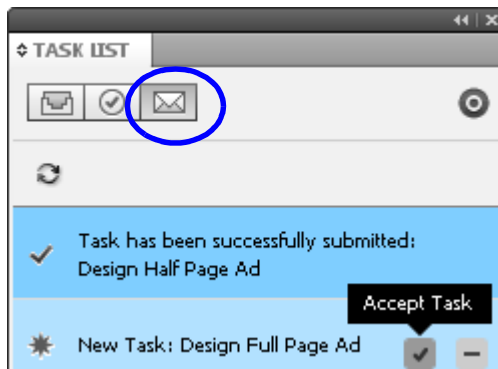 TASK LIST
Task has been successfully submitted:
Design Half Page Ad
Accept Task
New Task: Design Full Page Ad